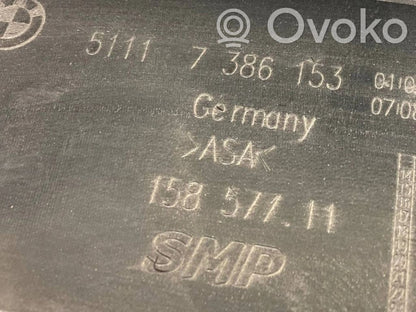 Ovoko
5111 7 386 153
Germany
>ASA<
158 577.11
SMP